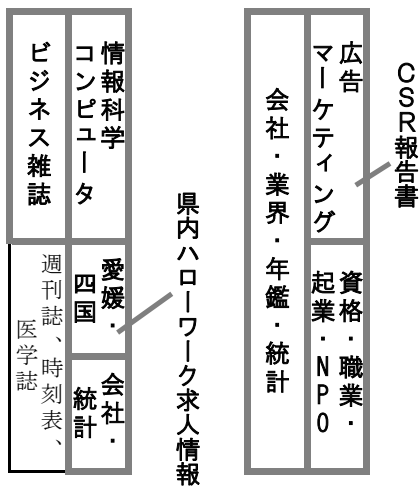 CSR報告書
広告
マーケティング
資格・職業・
起業・NPO
会社・業界・年鑑・統計
県内ハローワーク求人情報
情報科学
コンピュータ
愛媛・
四国
会社・
統計
ビジネス雑誌
週刊誌、時刻表、
医学誌